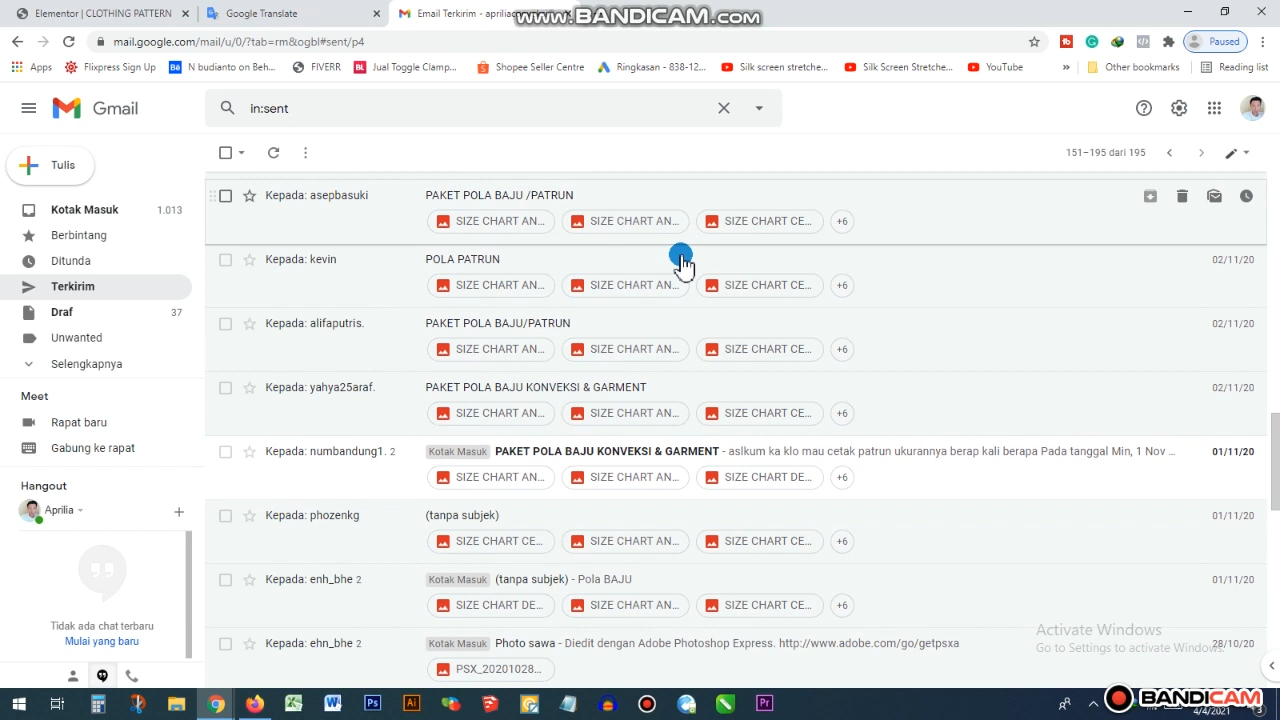 Elementor | CLOTHING PATTERN
Google Translate
Email Terkirim - aprilia
www.BANDICAM.com
mail.google.com/mail/u/0/?tab=rm&ogbl#sent/p4
Paused
Apps
Flixpress Sign Up
N budianto on Beh...
FIVERR
Jual Toggle Clamp...
Shopee Seller Centre
Ringkasan - 838-12...
Silk screen stretche...
Silk Screen Stretche...
YouTube
Other bookmarks
Reading list
Gmail
in:sent
Tulis
151–195 dari 195
Kotak Masuk 1.013
Berbintang
Ditunda
Terkirim
Draf 37
Unwanted
Selengkapnya
Meet
Rapat baru
Gabung ke rapat
Hangout
Aprilia
Tidak ada chat terbaru
Mulai yang baru
Kepada: asepbasuki PAKET POLA BAJU /PATRUN
SIZE CHART AN... SIZE CHART AN... SIZE CHART CE... +6
Kepada: kevin POLA PATRUN 02/11/20
SIZE CHART AN... SIZE CHART AN... SIZE CHART CE... +6
Kepada: alifaputris. PAKET POLA BAJU/PATRUN 02/11/20
SIZE CHART AN... SIZE CHART AN... SIZE CHART CE... +6
Kepada: yahya25araf. PAKET POLA BAJU KONVEKSI & GARMENT 02/11/20
SIZE CHART AN... SIZE CHART AN... SIZE CHART CE... +6
Kepada: numbandung1. 2 Kotak Masuk PAKET POLA BAJU KONVEKSI & GARMENT - aslkum ka klo mau cetak patrun ukurannya berap kali berapa Pada tanggal Min, 1 Nov ... 01/11/20
SIZE CHART AN... SIZE CHART AN... SIZE CHART DE... +6
Kepada: phozenkg (tanpa subjek) 01/11/20
SIZE CHART CE... SIZE CHART AN... SIZE CHART CE... +6
Kepada: enh_bhe 2 Kotak Masuk (tanpa subjek) - Pola BAJU 01/11/20
SIZE CHART DE... SIZE CHART AN... SIZE CHART CE... +6
Kepada: ehn_bhe 2 Kotak Masuk Photo sawa - Diedit dengan Adobe Photoshop Express. http://www.adobe.com/go/getpsxa 28/10/20
PSX_20201028...
Activate Windows
Go to Settings to activate Windows.
BANDICAM
4/4/2021